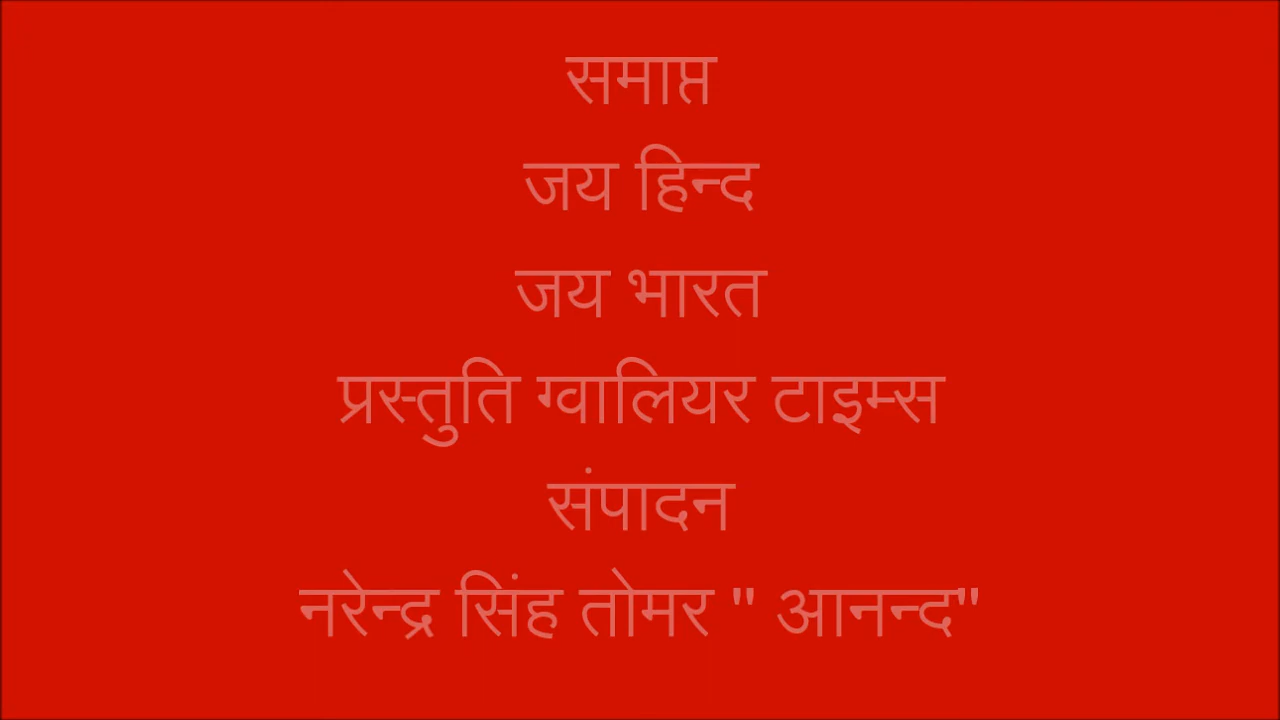 समाप्त
जय हिन्द
जय भारत
प्रस्तुति ग्वालियर टाइम्स
संपादन
नरेन्द्र सिंह तोमर " आनन्द"